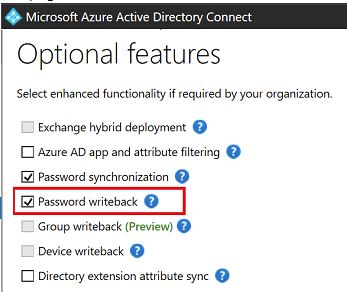 Microsoft Azure Active Directory Connect
Optional features
Select enhanced functionality if required by your organization.
Exchange hybrid deployment ?
Azure AD app and attribute filtering ?
Password synchronization ?
Password writeback ?
Group writeback (Preview) ?
Device writeback ?
Directory extension attribute sync ?